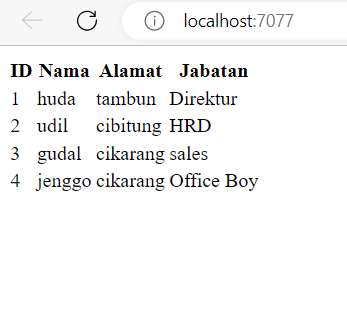 localhost:7077
ID Nama Alamat Jabatan
1 huda tambun Direktur
2 udil cibitung HRD
3 gudal cikarang sales
4 jenggo cikarang Office Boy